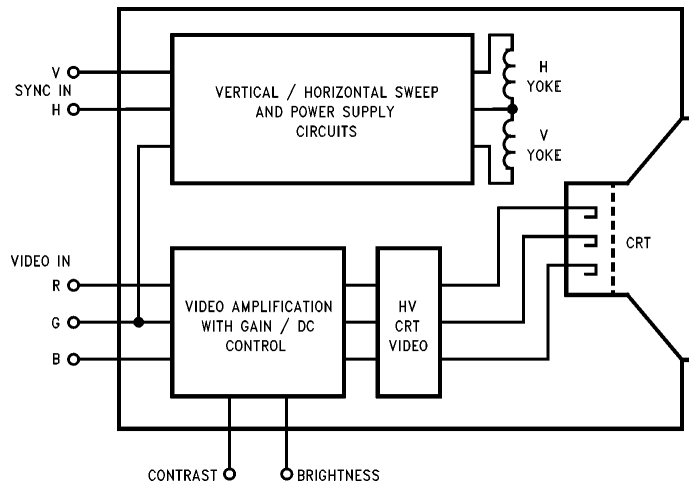 V
SYNC IN
H
VERTICAL / HORIZONTAL SWEEP
AND POWER SUPPLY
CIRCUITS
H
YOKE
V
YOKE
CRT
VIDEO IN
R
G
B
VIDEO AMPLIFICATION
WITH GAIN / DC
CONTROL
HV
CRT
VIDEO
CONTRAST
BRIGHTNESS